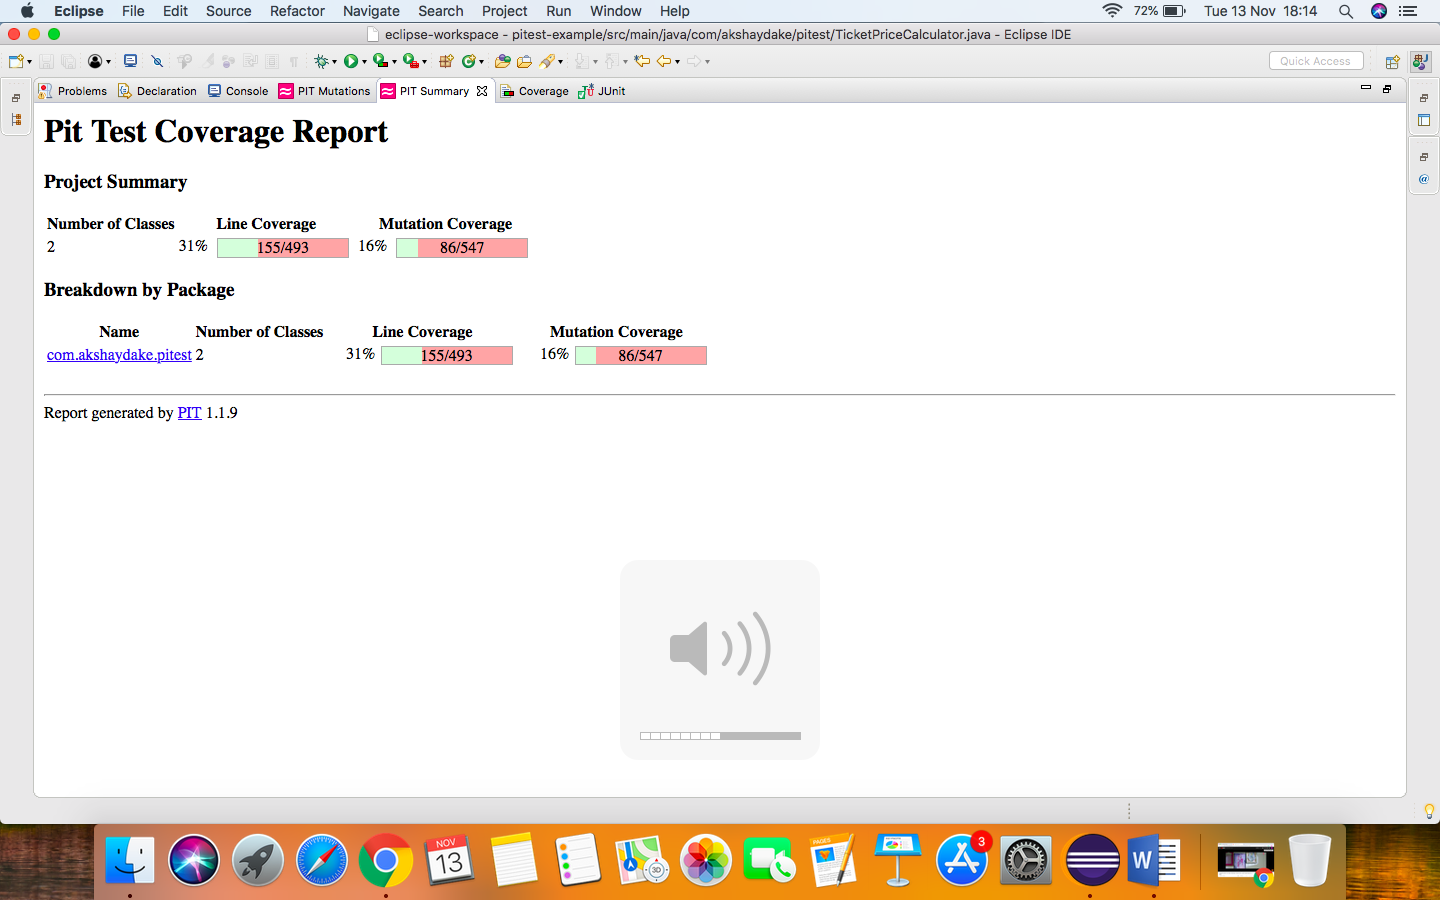 Eclipse File Edit Source Refactor Navigate Search Project Run Window Help 72% Tue 13 Nov 18:14
eclipse-workspace - pitest-example/src/main/java/com/akshaydake/pitest/TicketPriceCalculator.java - Eclipse IDE
Quick Access
Problems Declaration Console PIT Mutations PIT Summary Coverage JUnit
Pit Test Coverage Report
Project Summary
Number of Classes Line Coverage Mutation Coverage
2 31% 155/493 16% 86/547
Breakdown by Package
Name Number of Classes Line Coverage Mutation Coverage
com.akshaydake.pitest 2 31% 155/493 16% 86/547
Report generated by PIT 1.1.9
NOV
13
3D
PAGES
3
W